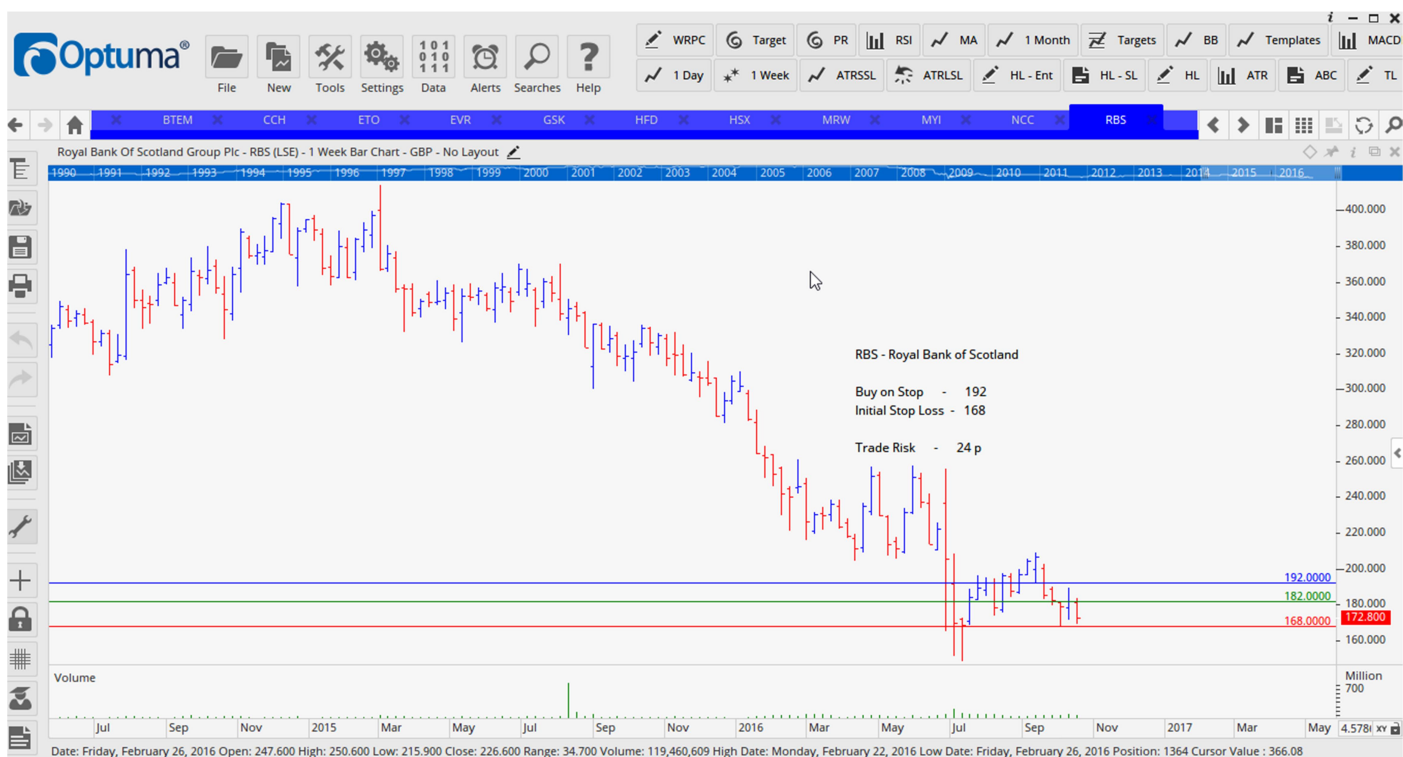 i
Optuma®
File
New
Tools
Settings
101
010
111
Data
Alerts
Searches
?
Help
WRPC
Target
PR
RSI
MA
1 Month
Targets
BB
Templates
MACD
1 Day
1 Week
ATRSSL
ATRLSL
HL - Ent
HL - SL
HL
ATR
ABC
TL
BTEM CCH ETO EVR GSK HFD HSX MRW MYI NCC RBS
Royal Bank Of Scotland Group Plc - RBS (LSE) - 1 Week Bar Chart - GBP - No Layout
i
1990 1991 1992 1993 1994 1995 1996 1997 1998 1999 2000 2001 2002 2003 2004 2005 2006 2007 2008 2009 2010 2011 2012 2013 2014 2015 2016
400.000
380.000
360.000
340.000
320.000
300.000
280.000
260.000
240.000
220.000
200.000
180.000
172.800
160.000
RBS - Royal Bank of Scotland
Buy on Stop - 192
Initial Stop Loss - 168
Trade Risk - 24 p
192.0000
182.0000
168.0000
Volume
Million
700
Jul Sep Nov 2015 Mar May Jul Sep Nov 2016 Mar May Jul Sep Nov 2017 Mar May
XY
Date: Friday, February 26, 2016 Open: 247.600 High: 250.600 Low: 215.900 Close: 226.600 Range: 34.700 Volume: 119,460,609 High Date: Monday, February 22, 2016 Low Date: Friday, February 26, 2016 Position: 1364 Cursor Value : 366.08